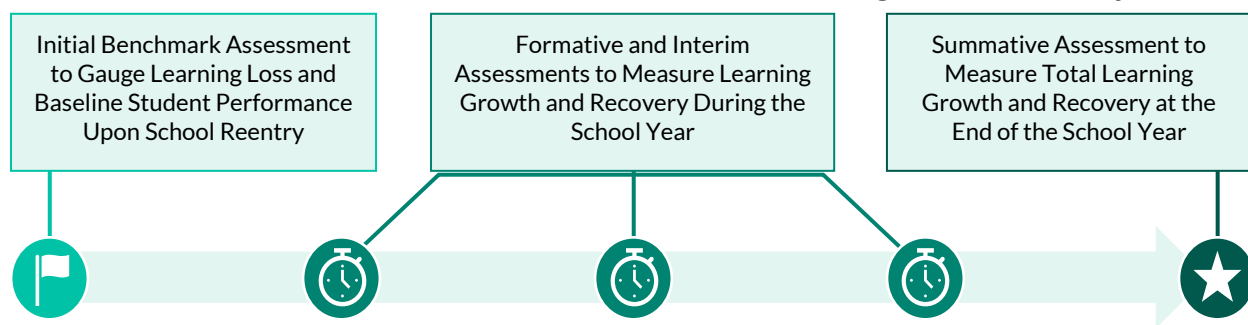 Initial Benchmark Assessment
to Gauge Learning Loss and
Baseline Student Performance
Upon School Reentry
Formative and Interim
Assessments to Measure Learning
Growth and Recovery During the
School Year
Summative Assessment to
Measure Total Learning
Growth and Recovery at the
End of the School Year